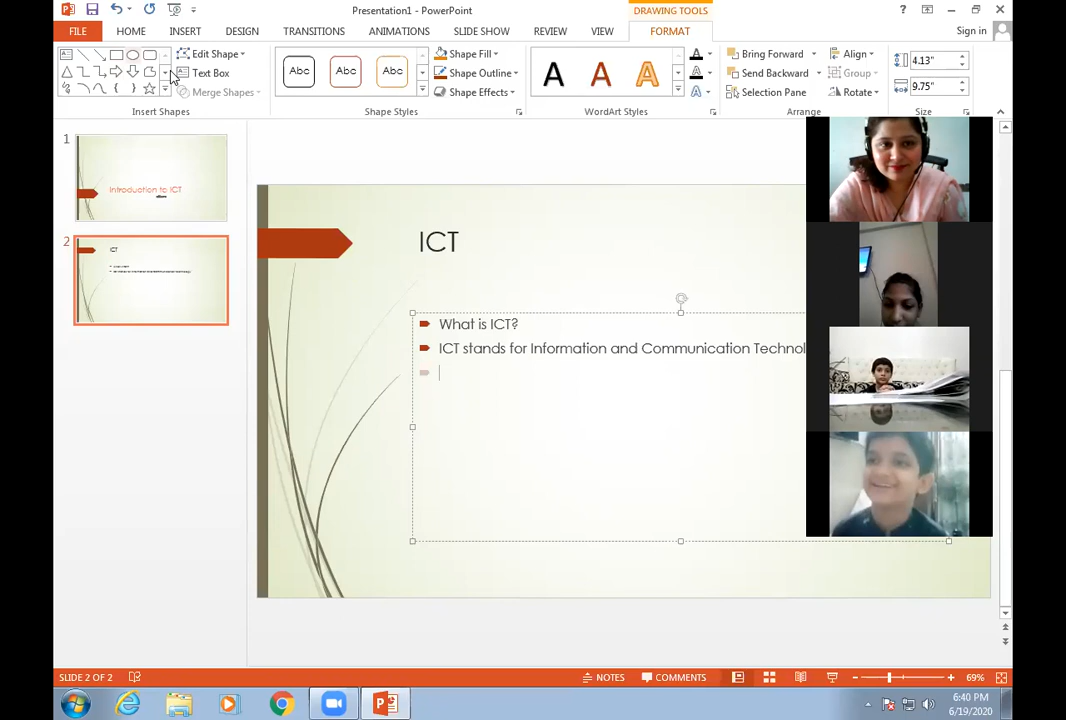 Presentation1 - PowerPoint
DRAWING TOOLS
?
Sign in
FILE
HOME
INSERT
DESIGN
TRANSITIONS
ANIMATIONS
SLIDE SHOW
REVIEW
VIEW
FORMAT
Edit Shape
Text Box
Merge Shapes
Insert Shapes
Abc
Abc
Abc
Shape Fill
Shape Outline
Shape Effects
Shape Styles
A
A
A
A
A
A
WordArt Styles
Bring Forward
Send Backward
Selection Pane
Align
Group
Rotate
Arrange
4.13"
9.75"
Size
1
Introduction to ICT
2
ICT
ICT
What is ICT?
ICT stands for Information and Communication Technol
SLIDE 2 OF 2
NOTES
COMMENTS
69%
6:40 PM
6/19/2020